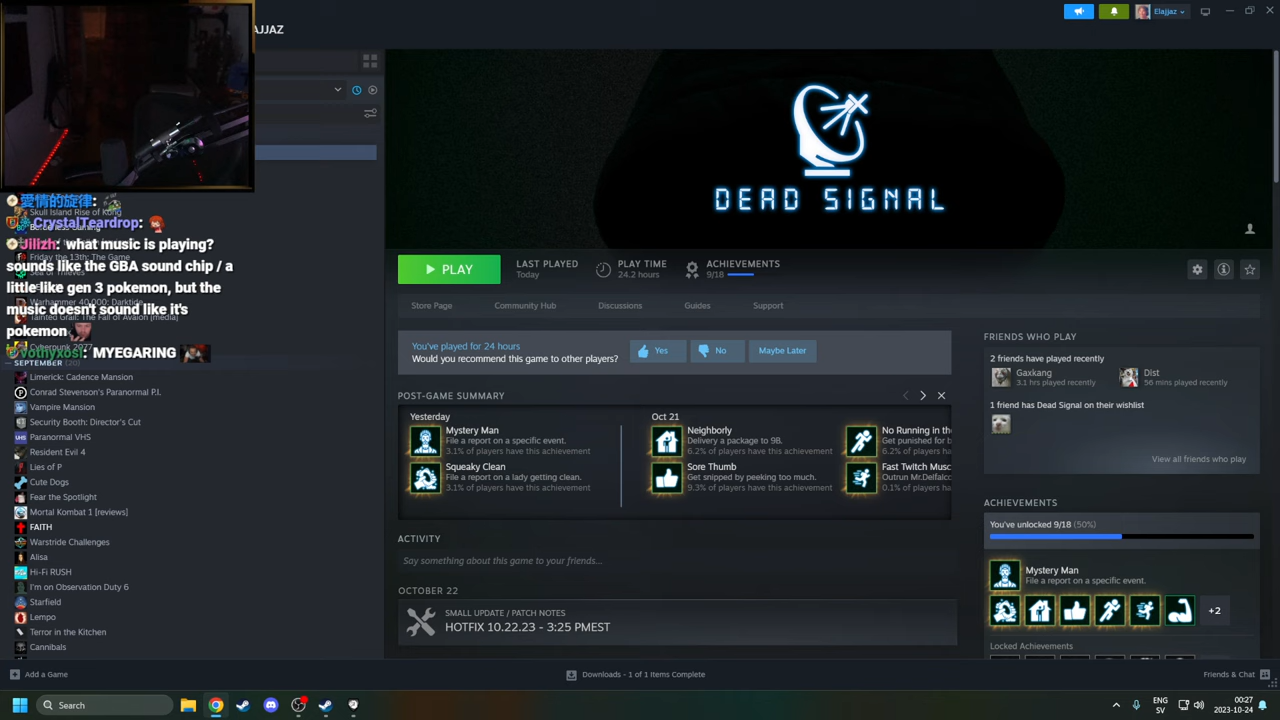 AJJAZ
Elajjaz
愛情的旋律:
Skull Island Rise of Kong
CrystalTeardrop:
Jilizh: what music is playing?
sounds like the GBA sound chip / a
little like gen 3 pokemon, but the
music doesn't sound like it's
pokemon
Friday the 13th: The Game
Sea of Thieves
Warhammer 40,000: Darktide
Tainted Grail: The Fall of Avalon [media]
Cyberpunk 2077
vothyxosi: MYEGARING
SEPTEMBER (20)
Limerick: Cadence Mansion
Conrad Stevenson's Paranormal P.I.
Vampire Mansion
Security Booth: Director's Cut
Paranormal VHS
Resident Evil 4
Lies of P
Cute Dogs
Fear the Spotlight
Mortal Kombat 1 [reviews]
FAITH
Warstride Challenges
Alisa
Hi-Fi RUSH
I'm on Observation Duty 6
Starfield
Lempo
Terror in the Kitchen
Cannibals
DEAD SIGNAL
PLAY
LAST PLAYED
Today
PLAY TIME
24.2 hours
ACHIEVEMENTS
9/18
Store Page
Community Hub
Discussions
Guides
Support
You've played for 24 hours
Would you recommend this game to other players?
Yes
No
Maybe Later
POST-GAME SUMMARY
Yesterday
Mystery Man
File a report on a specific event.
3.1% of players have this achievement
Squeaky Clean
File a report on a lady getting clean.
3.1% of players have this achievement
Oct 21
Neighborly
Delivery a package to 9B.
6.2% of players have this achievement
Sore Thumb
Get snipped by peeking too much.
9.3% of players have this achievement
No Running in the
Get punished for b
6.2% of players ha
Fast Twitch Musc
Outrun Mr.Delfalco
0.1% of players ha
ACTIVITY
Say something about this game to your friends...
OCTOBER 22
SMALL UPDATE / PATCH NOTES
HOTFIX 10.22.23 - 3:25 PMEST
FRIENDS WHO PLAY
2 friends have played recently
Gaxkang
3.1 hrs played recently
Dist
56 mins played recently
1 friend has Dead Signal on their wishlist
View all friends who play
ACHIEVEMENTS
You've unlocked 9/18 (50%)
Mystery Man
File a report on a specific event.
+2
Locked Achievements
Add a Game
Downloads - 1 of 1 Items Complete
Friends & Chat
Search
ENG
SV
00:27
2023-10-24